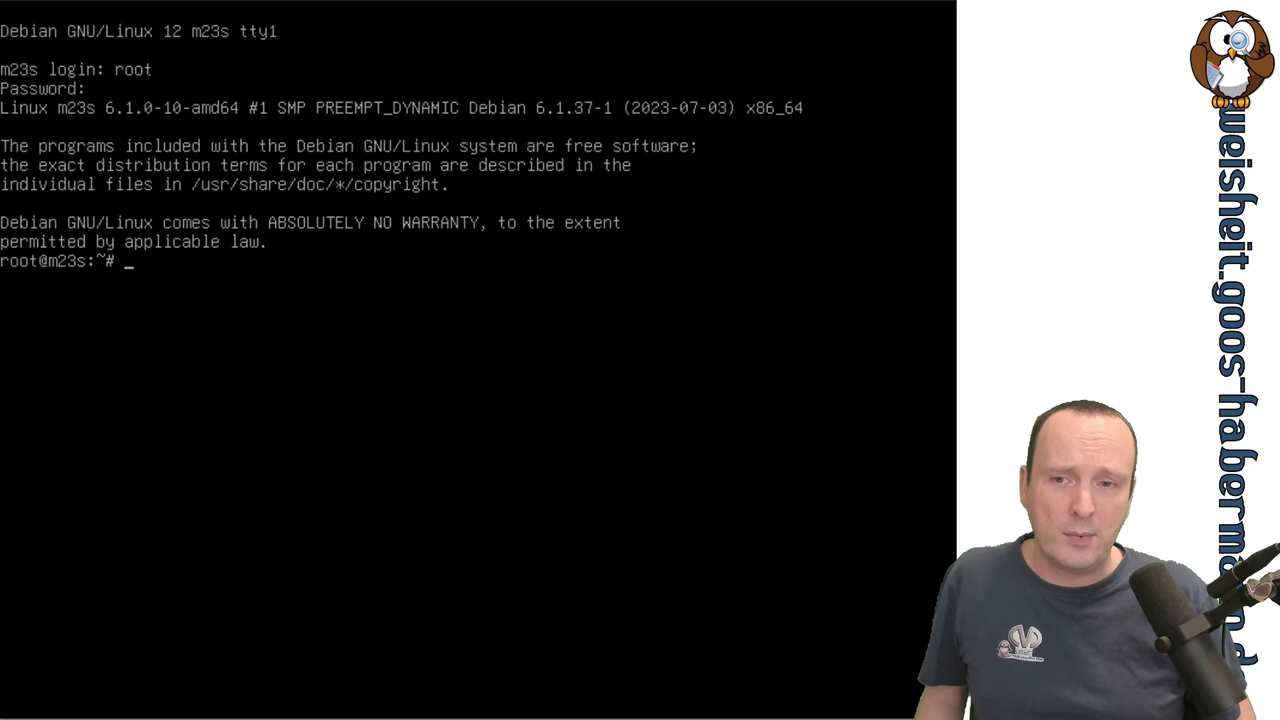 Debian GNU/Linux 12 m23s tty1
m23s login: root
Password:
Linux m23s 6.1.0-10-amd64 #1 SMP PREEMPT_DYNAMIC Debian 6.1.37-1 (2023-07-03) x86_64
The programs included with the Debian GNU/Linux system are free software;
the exact distribution terms for each program are described in the
individual files in /usr/share/doc/*/copyright.
Debian GNU/Linux comes with ABSOLUTELY NO WARRANTY, to the extent
permitted by applicable law.
root@m23s:~# _